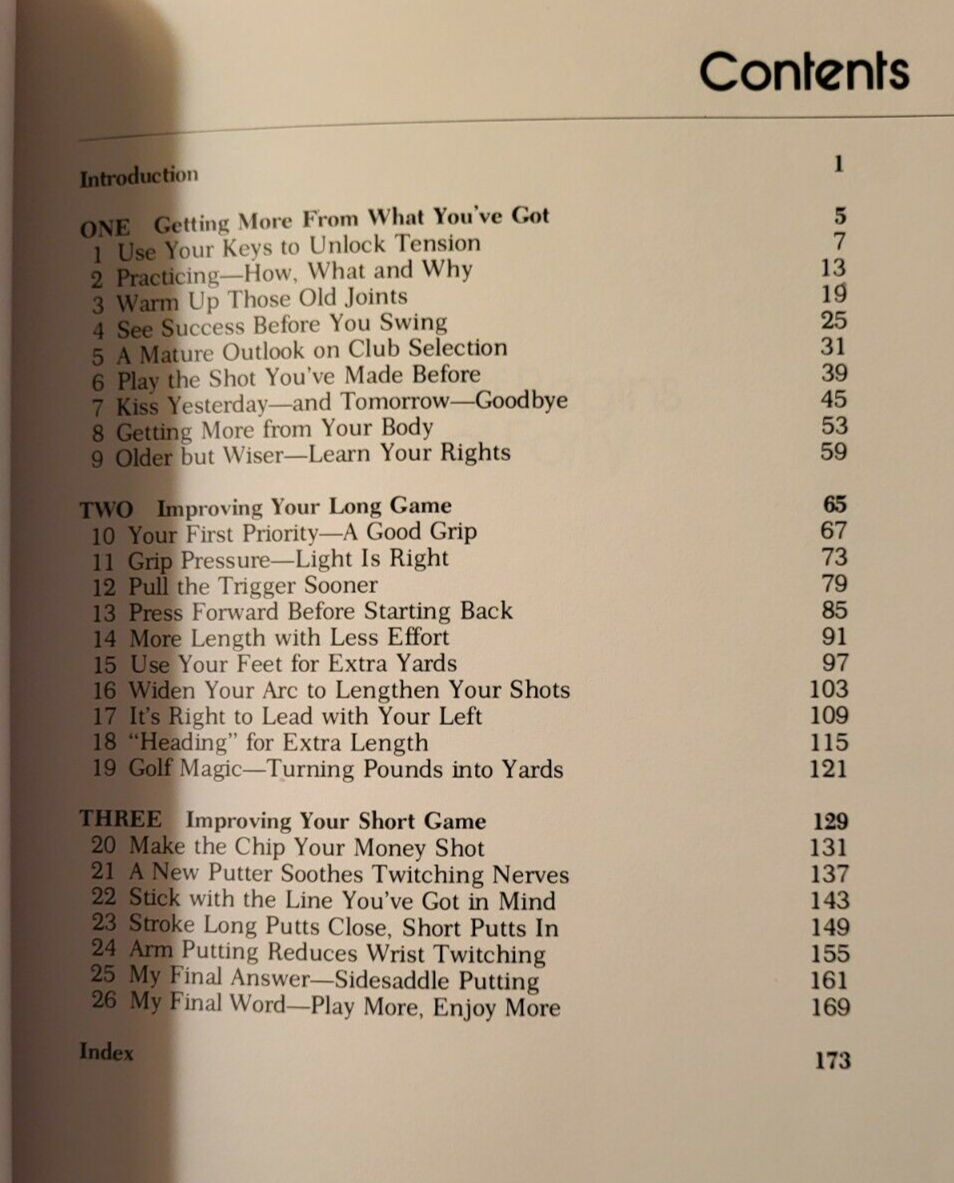 Contents
Introduction 1
ONE Getting More From What You've Got 5
1 Use Your Keys to Unlock Tension 7
2 Practicing—How, What and Why 13
3 Warm Up Those Old Joints 19
4 See Success Before You Swing 25
5 A Mature Outlook on Club Selection 31
6 Play the Shot You've Made Before 39
7 Kiss Yesterday—and Tomorrow—Goodbye 45
8 Getting More from Your Body 53
9 Older but Wiser—Learn Your Rights 59
TWO Improving Your Long Game 65
10 Your First Priority—A Good Grip 67
11 Grip Pressure—Light Is Right 73
12 Pull the Trigger Sooner 79
13 Press Forward Before Starting Back 85
14 More Length with Less Effort 91
15 Use Your Feet for Extra Yards 97
16 Widen Your Arc to Lengthen Your Shots 103
17 It's Right to Lead with Your Left 109
18 “Heading” for Extra Length 115
19 Golf Magic—Turning Pounds into Yards 121
THREE Improving Your Short Game 129
20 Make the Chip Your Money Shot 131
21 A New Putter Soothes Twitching Nerves 137
22 Stick with the Line You've Got in Mind 143
23 Stroke Long Putts Close, Short Putts In 149
24 Arm Putting Reduces Wrist Twitching 155
25 My Final Answer—Sidesaddle Putting 161
26 My Final Word—Play More, Enjoy More 169
Index 173